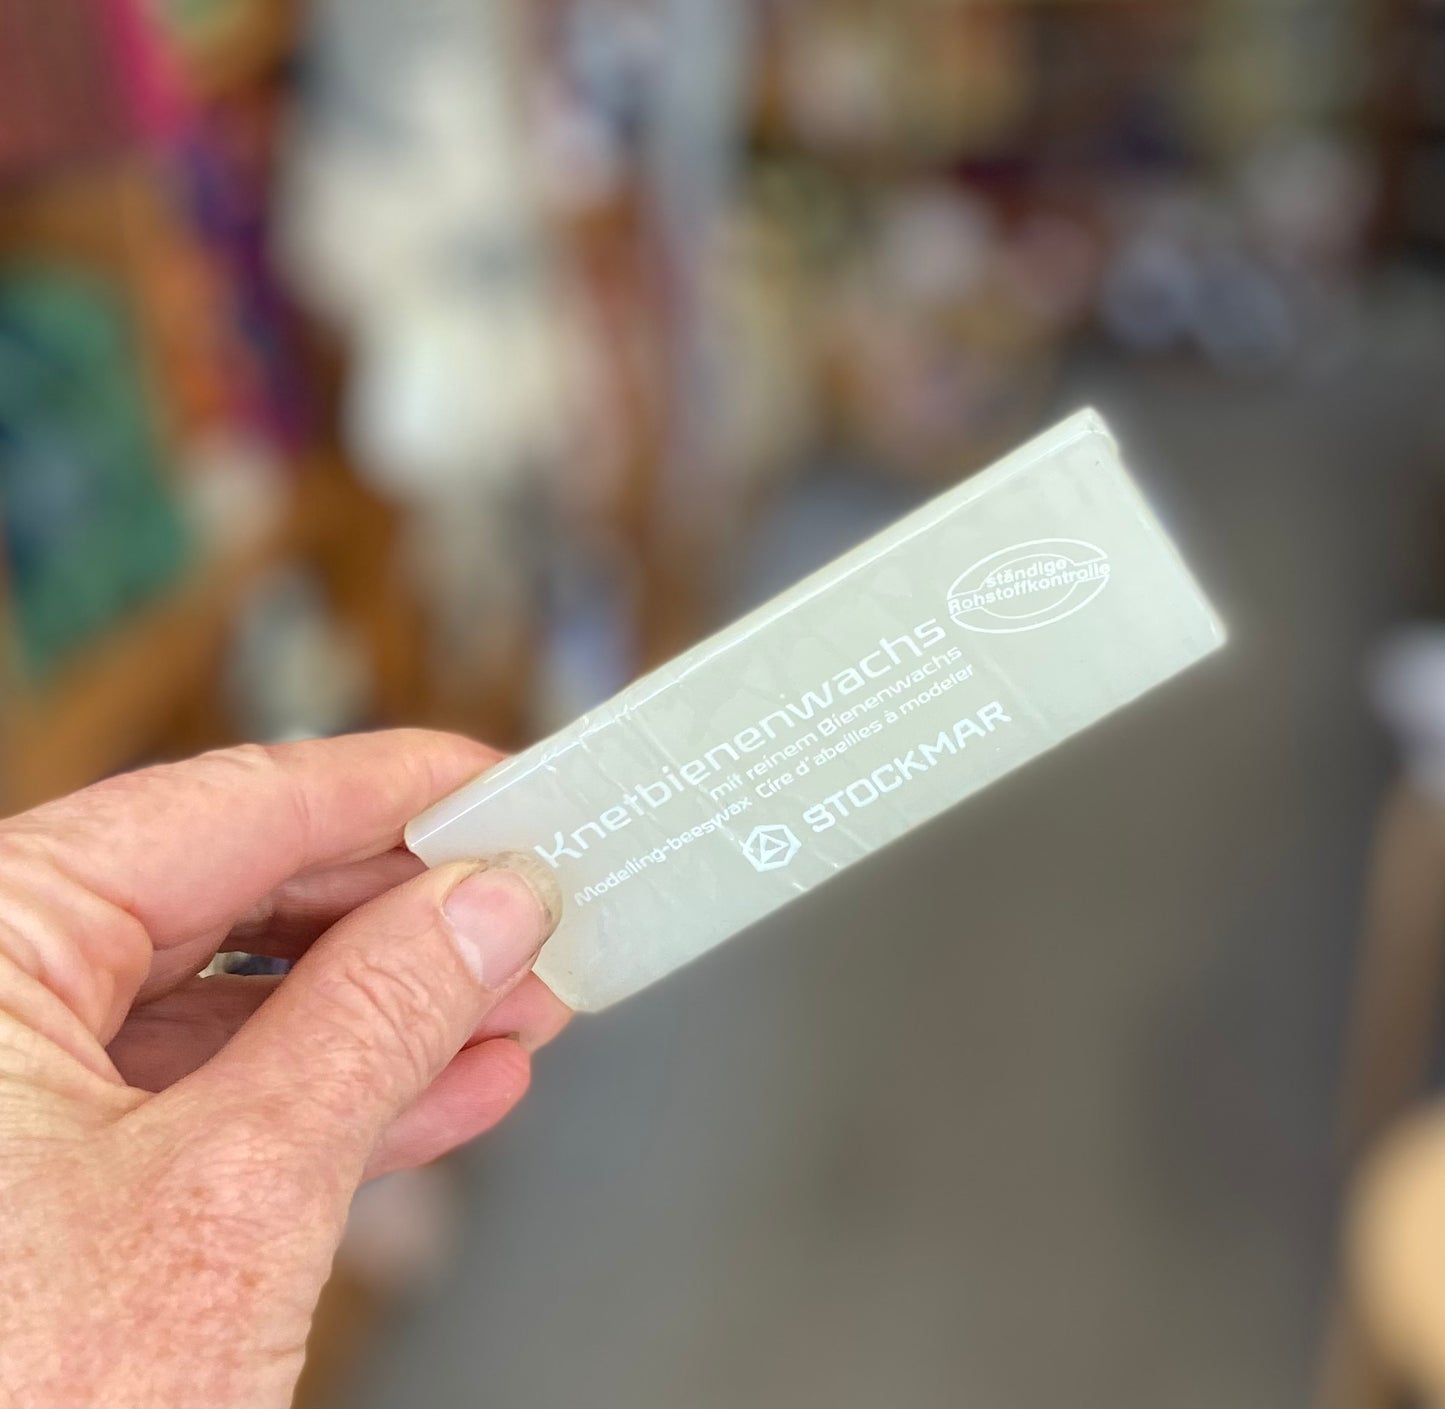 ständige
Rohstoffkontrolle
Knetbienenwachs
mit reinem Bienenwachs
Modelling-beeswax Cire d'abeilles à modeler
STOCKMAR